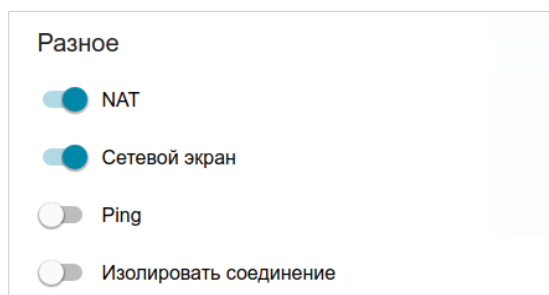 Разное
NAT
Сетевой экран
Ping
Изолировать соединение